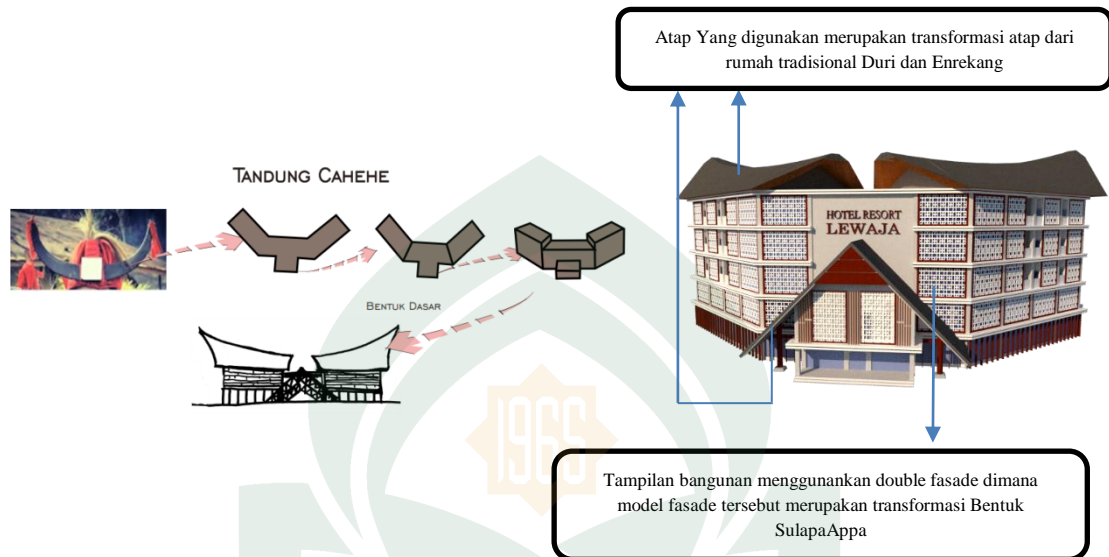 Atap Yang digunakan merupakan transformasi atap dari
rumah tradisional Duri dan Enrekang
TANDUNG CAHEHE
BENTUK DASAR
HOTEL RESORT
LEWAJA
1965
Tampilan bangunan menggunankan double fasade dimana
model fasade tersebut merupakan transformasi Bentuk
SulapaAppa